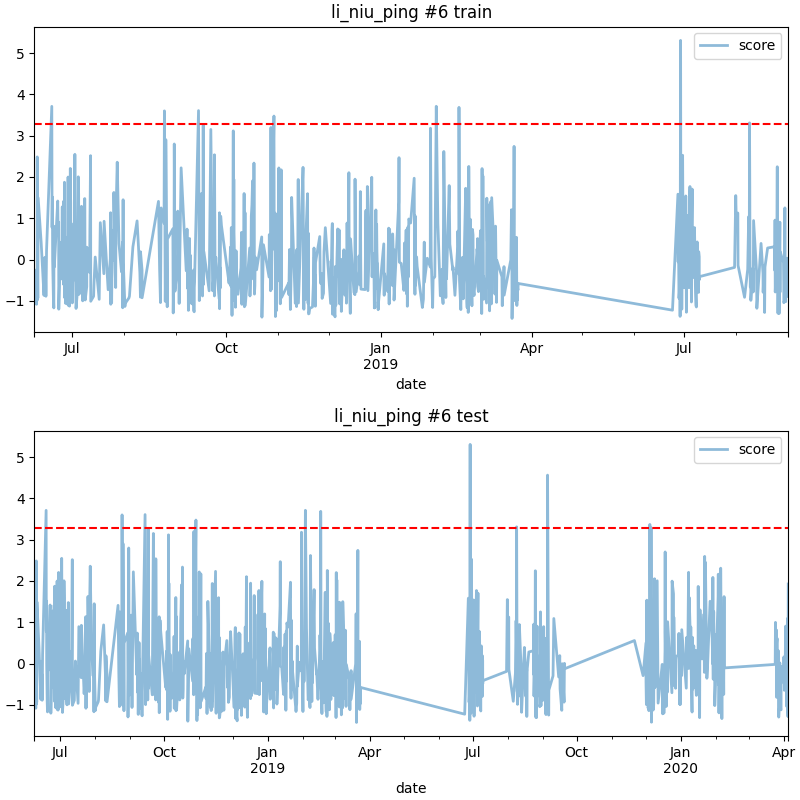 li_niu_ping #6 train
score
5
4
3
2
1
0
−1
Jul
Oct
Jan
2019
Apr
Jul
date
li_niu_ping #6 test
score
5
4
3
2
1
0
−1
Jul
Oct
Jan
2019
Apr
Jul
Oct
Jan
2020
Apr
date